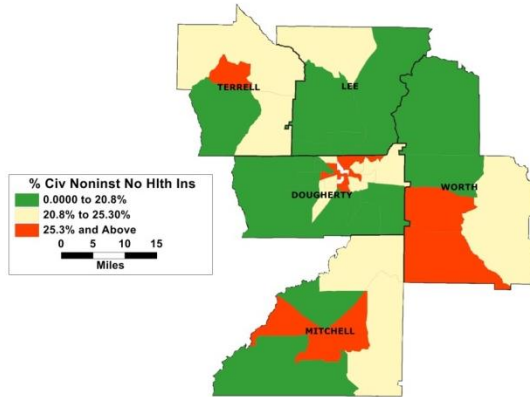 TERRELL
LEE
DOUGHERTY
WORTH
% Civ Noninst No Hlth Ins
0.0000 to 20.8%
20.8% to 25.30%
25.3% and Above
0 5 10 15
Miles
MITCHELL